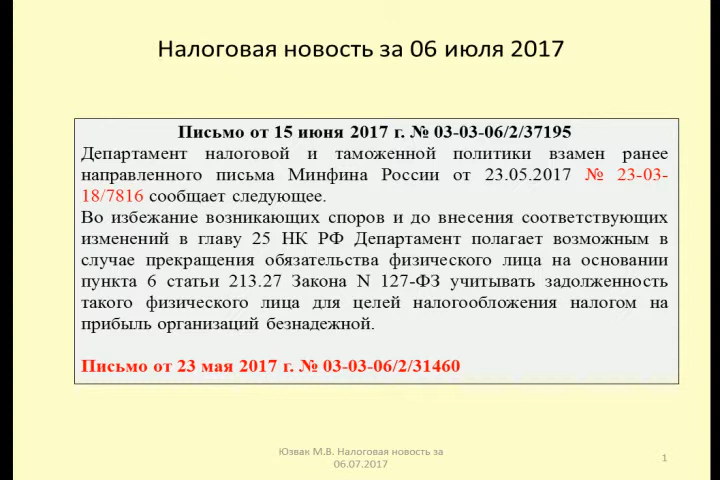 Налоговая новость за 06 июля 2017
Письмо от 15 июня 2017 г. № 03-03-06/2/37195
Департамент налоговой и таможенной политики взамен ранее
направленного письма Минфина России от 23.05.2017 № 23-03-
18/7816 сообщает следующее.
Во избежание возникающих споров и до внесения соответствующих
изменений в главу 25 НК РФ Департамент полагает возможным в
случае прекращения обязательства физического лица на основании
пункта 6 статьи 213.27 Закона N 127-ФЗ учитывать задолженность
такого физического лица для целей налогообложения налогом на
прибыль организаций безнадежной.
Письмо от 23 мая 2017 г. № 03-03-06/2/31460
Юзвак М.В. Налоговая новость за
06.07.2017
1